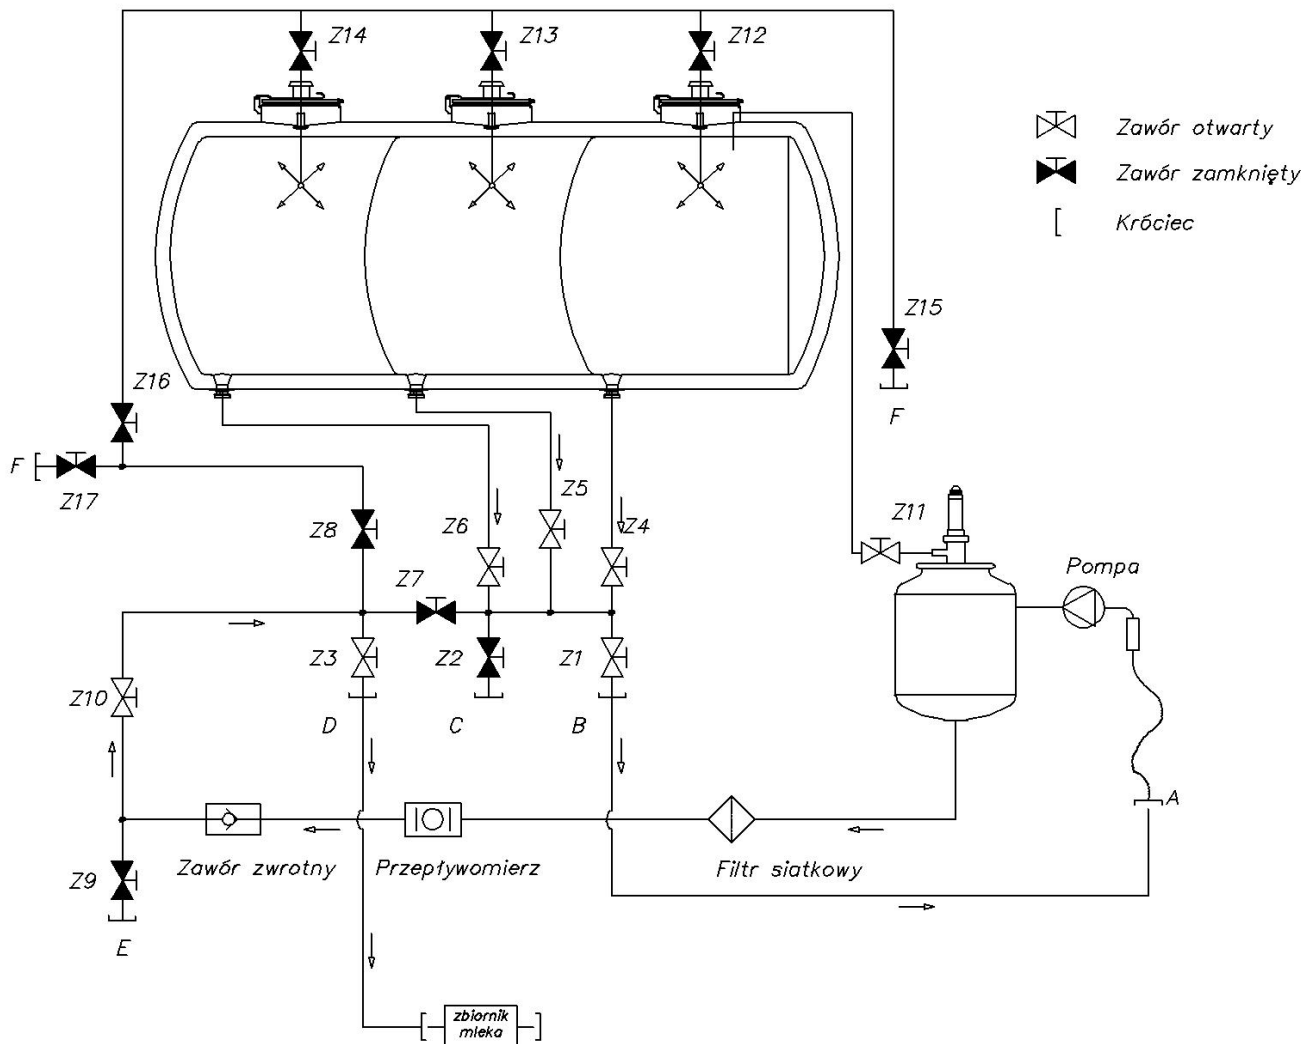 Z14
Z13
Z12
Zawór otwarty
Zawór zamknięty
Króciec
Z15
F
Z16
F
Z17
Z8
Z6
Z5
Z4
Z11
Z7
Pompa
Z3
Z2
Z1
Z10
D
C
B
A
Zawór zwrotny
Przepływomierz
Filtr siatkowy
Z9
E
zbiornik
mleka